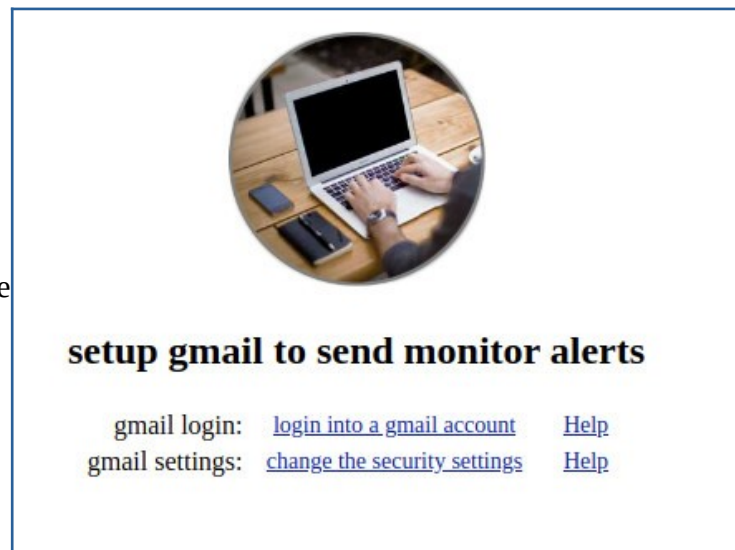 e
setup gmail to send monitor alerts
gmail login: login into a gmail account Help
gmail settings: change the security settings Help